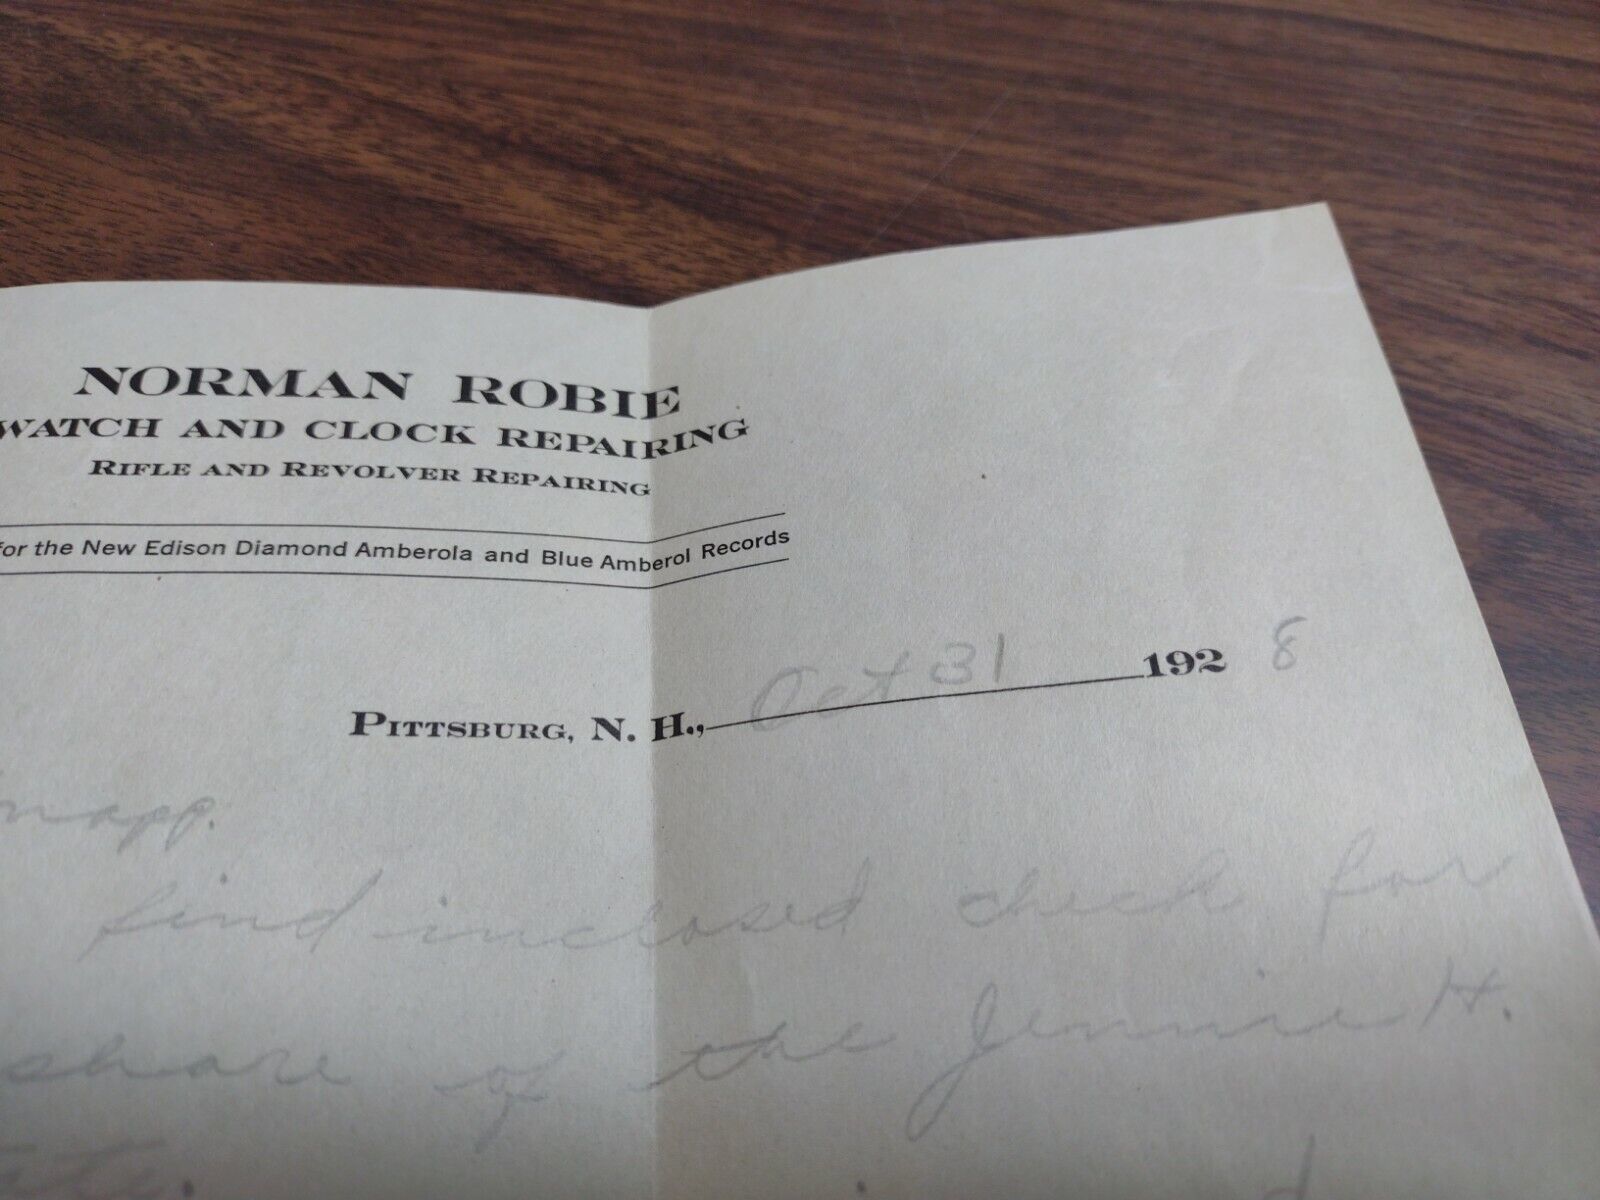 NORMAN ROBIE
WATCH AND CLOCK REPAIRING
RIFLE AND REVOLVER REPAIRING
for the New Edison Diamond Amberola and Blue Amberol Records
PITTSBURG, N. H., Oct 31 1928
find inclosed check for
share of the Jennie H.